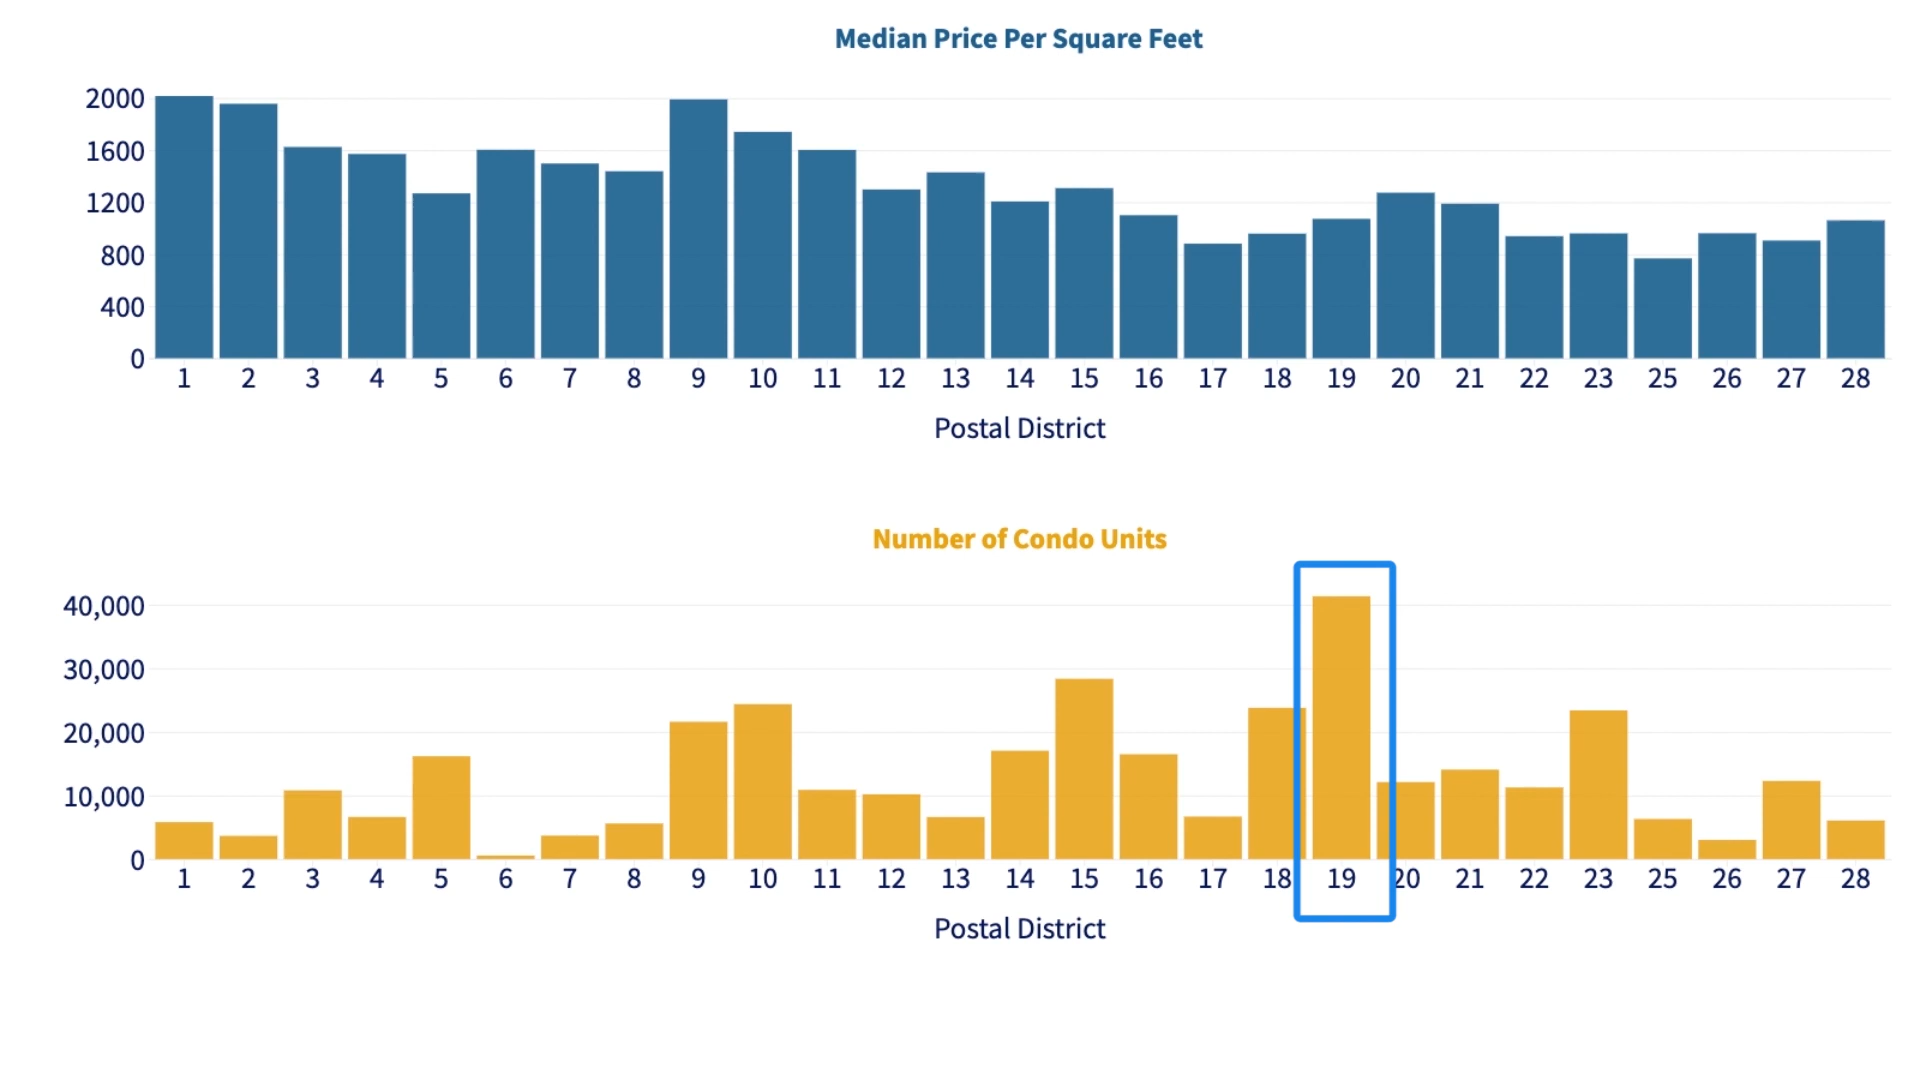 Median Price Per Square Feet
2000
1600
1200
800
400
0
1 2 3 4 5 6 7 8 9 10 11 12 13 14 15 16 17 18 19 20 21 22 23 25 26 27 28
Postal District
Number of Condo Units
40,000
30,000
20,000
10,000
0
1 2 3 4 5 6 7 8 9 10 11 12 13 14 15 16 17 18 19 20 21 22 23 25 26 27 28
Postal District